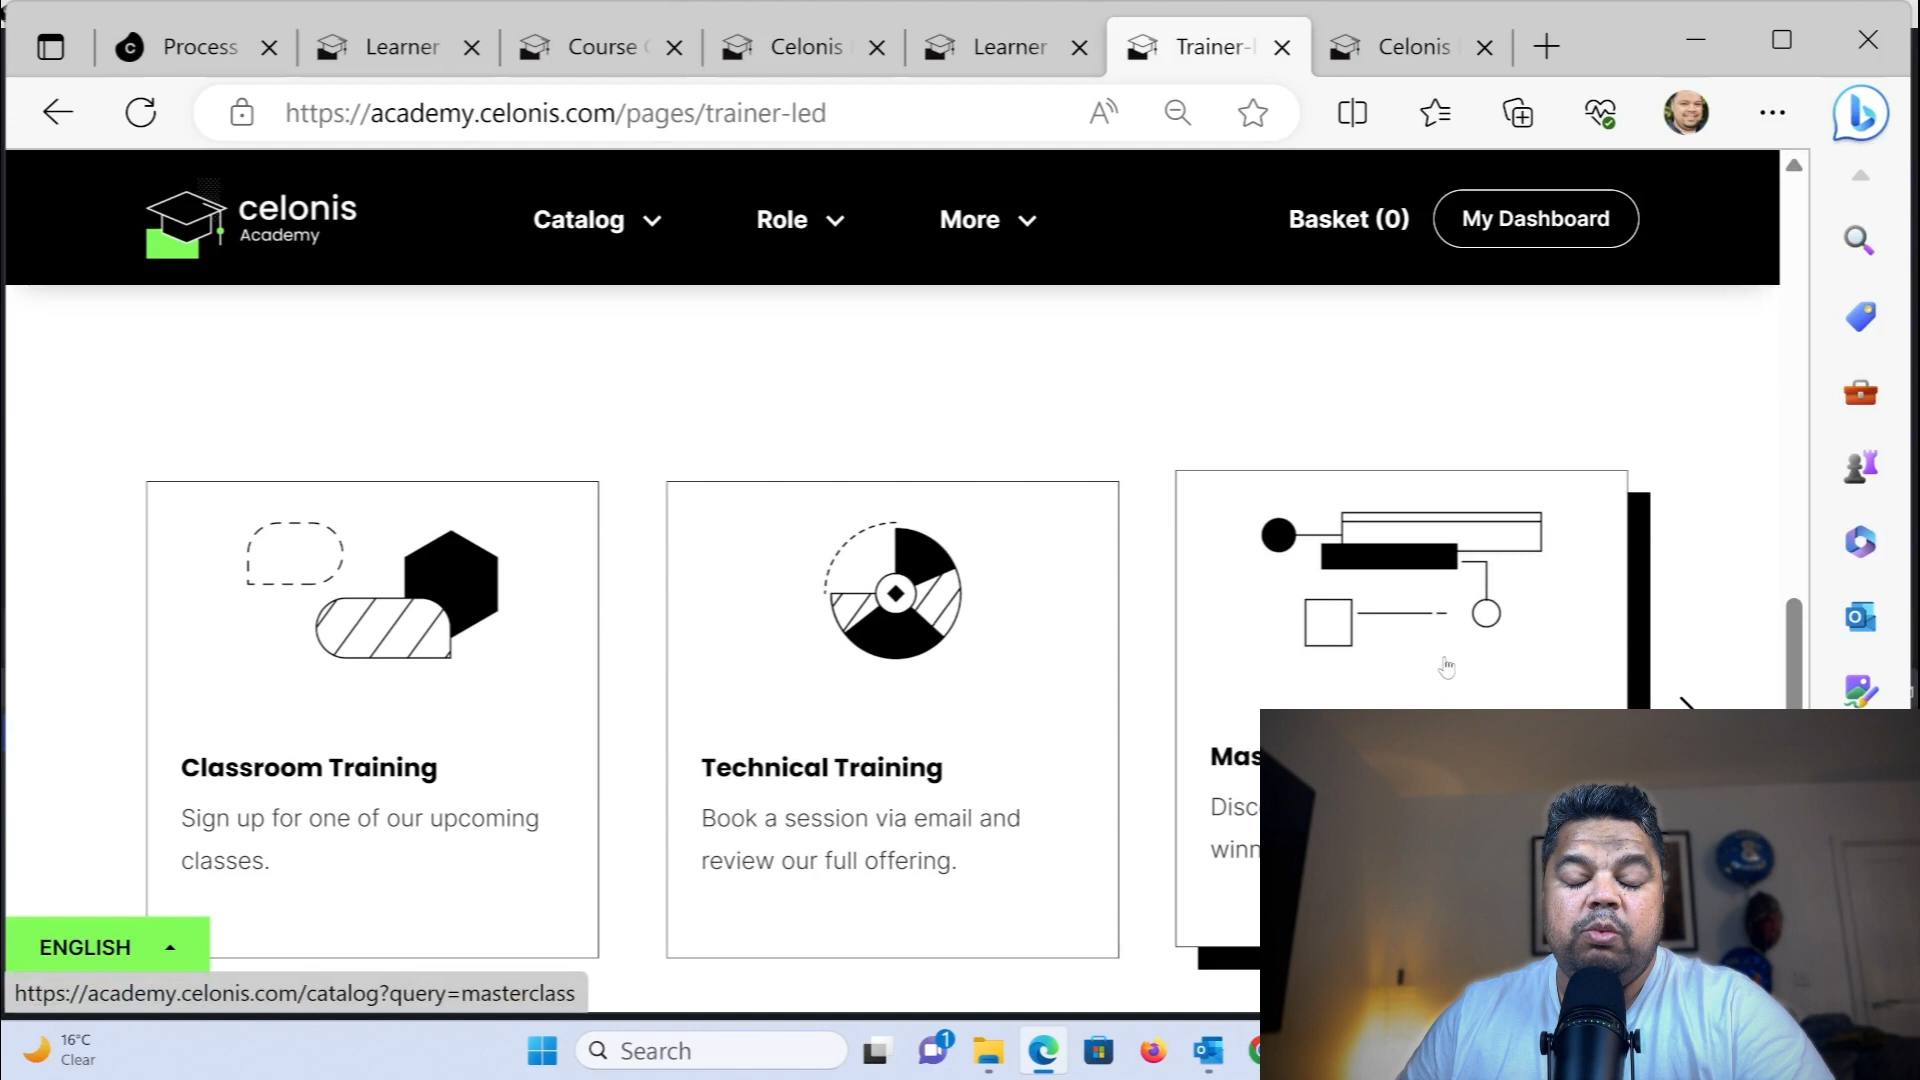 Process
Learner
Course
Celonis
Learner
Trainer-
Celonis
https://academy.celonis.com/pages/trainer-led
celonis
Academy
Catalog
Role
More
Basket (0)
My Dashboard
Classroom Training
Sign up for one of our upcoming
classes.
Technical Training
Book a session via email and
review our full offering.
Mas
Disc
winn
ENGLISH
https://academy.celonis.com/catalog?query=masterclass
16°C
Clear
Search
1